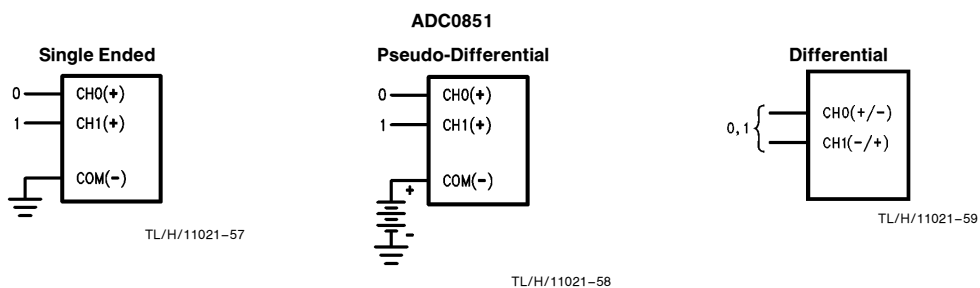 ADC0851
Single Ended
0
CH0(+)
1
CH1(+)
COM(-)
TL/H/11021–57
Pseudo-Differential
0
CH0(+)
1
CH1(+)
COM(-)
+
-
TL/H/11021–58
Differential
0,1
CH0(+/-)
CH1(-/+)
TL/H/11021–59